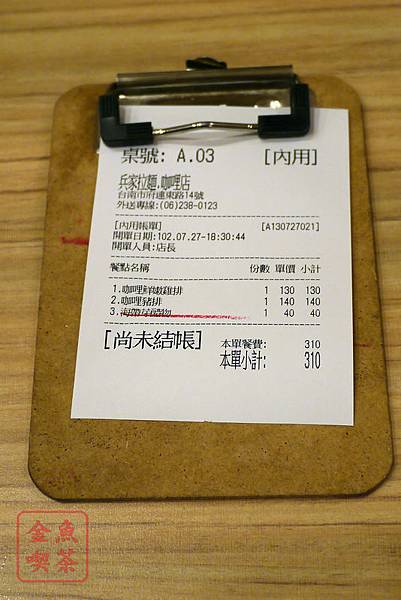 桌號: A.03 [內用]
兵家拉麵.咖哩店
台南市府連東路14號
外送專線:(06)238-0123
[內用帳單] [A130727021]
開單日期:102.07.27-18:30:44
開單人員:店長
餐點名稱 份數 單價 小計
1.咖哩鮮嫩雞排 1 130 130
2.咖哩豬排 1 140 140
3.海帶芽 1 40 40
[尚未結帳] 本單餐費: 310
本單小計: 310
金魚
喫茶